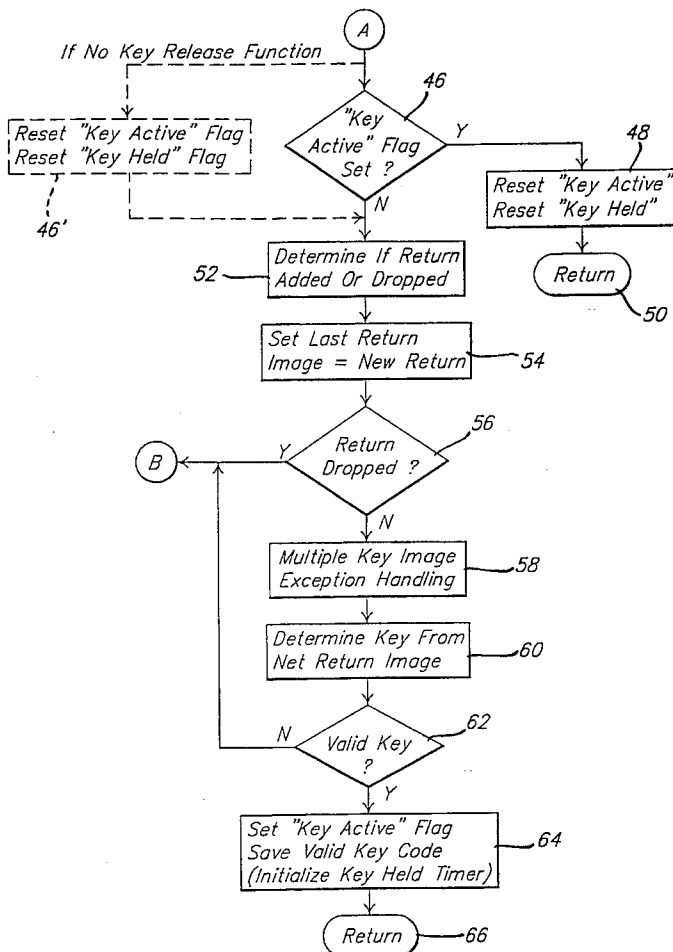 A
If No Key Release Function
46
"Key
Active" Flag
Set ?
Y
N
Reset "Key Active" Flag
Reset "Key Held" Flag
46'
48
Reset "Key Active"
Reset "Key Held"
Return
50
52
Determine If Return
Added Or Dropped
Set Last Return
Image = New Return
54
56
Return
Dropped ?
Y
B
N
Multiple Key Image
Exception Handling
58
Determine Key From
Net Return Image
60
62
Valid Key
?
N
Y
Set "Key Active" Flag
Save Valid Key Code
(Initialize Key Held Timer)
64
Return
66